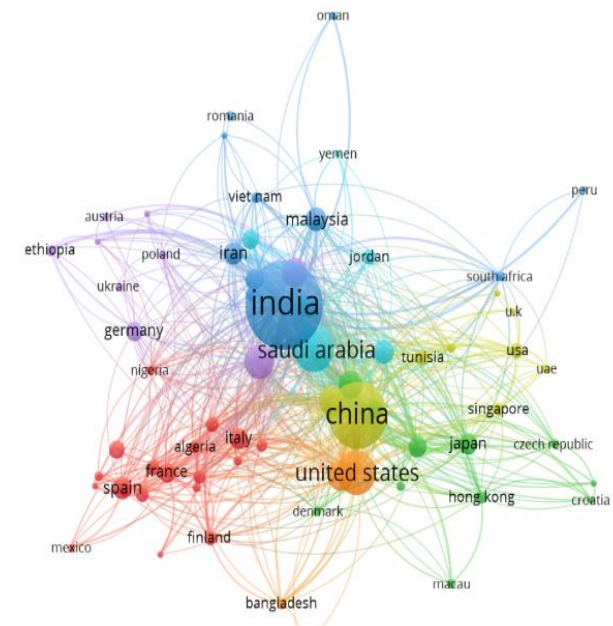 oman
romania
yemen
peru
viet nam
malaysia
austria
ethiopia
poland
iran
jordan
south africa
ukraine
india
u.k
germany
saudi arabia
tunisia
usa
nigeria
uae
china
singapore
algeria
italy
japan
czech republic
france
united states
spain
hong kong
croatia
denmark
finland
mexico
macau
bangladesh